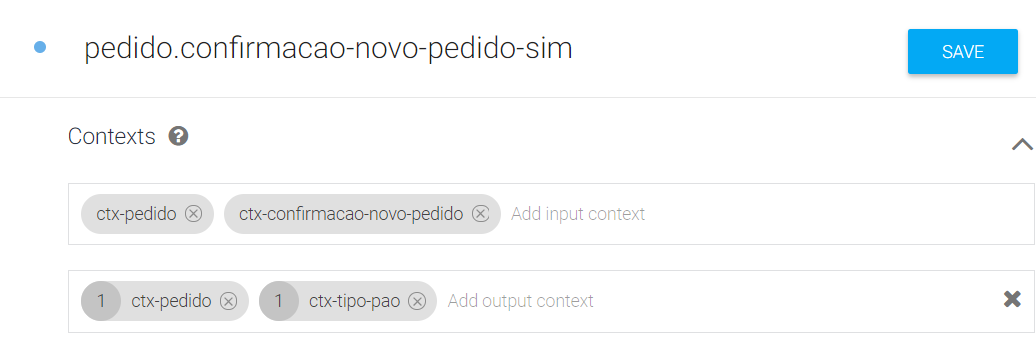 pedido.confirmacao-novo-pedido-sim
SAVE
Contexts ?
ctx-pedido ctx-confirmacao-novo-pedido Add input context
1 ctx-pedido 1 ctx-tipo-pao Add output context